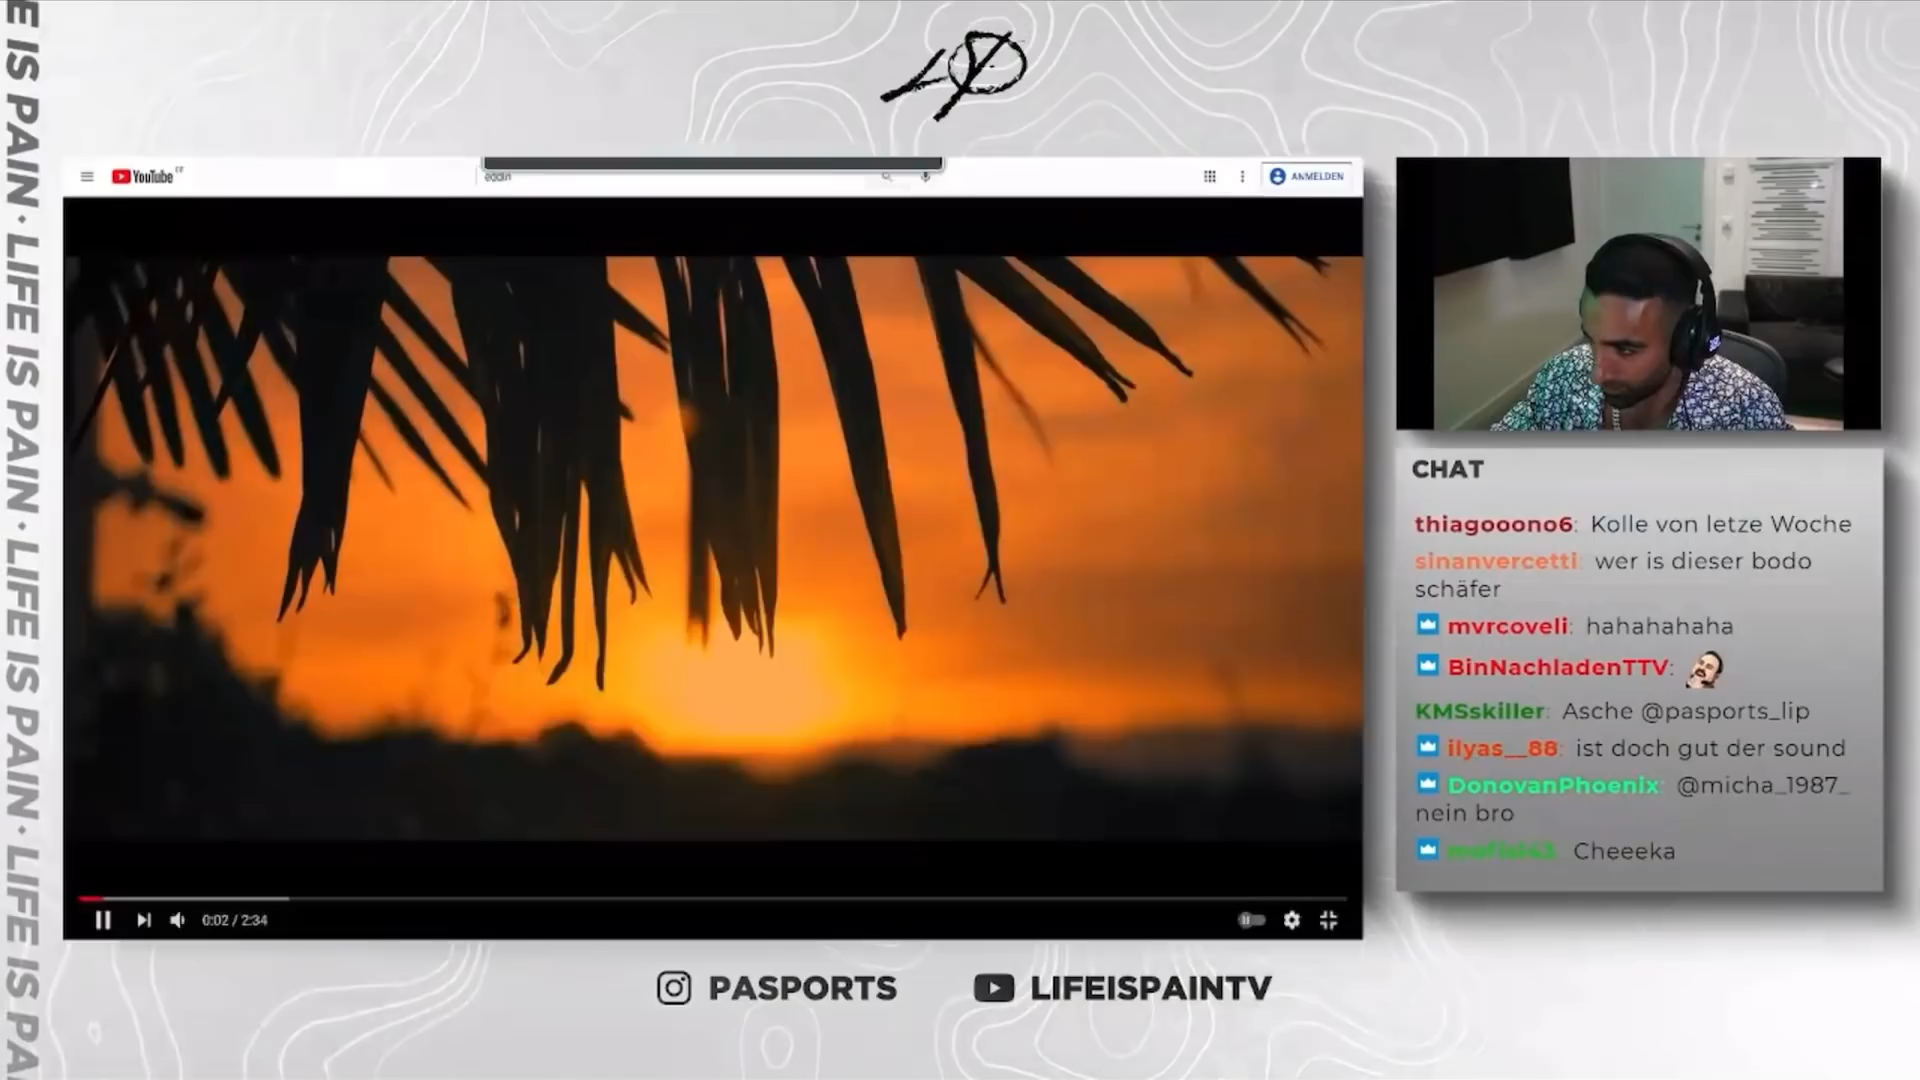 E IS PAIN · LIFE IS PAIN · LIFE IS PAIN · LIFE IS PA
YouTube
ANMELDEN
0:02 / 2:34
CHAT
thiagooono6: Kolle von letze Woche
sinanvercetti: wer is dieser bodo
schäfer
mvrcoveli: hahahahaha
BinNachladenTTV:
KMSskiller: Asche @pasports_lip
ilyas__88: ist doch gut der sound
DonovanPhoenix: @micha_1987_
nein bro
Cheeeka
PASPORTS
LIFEISPAINTV